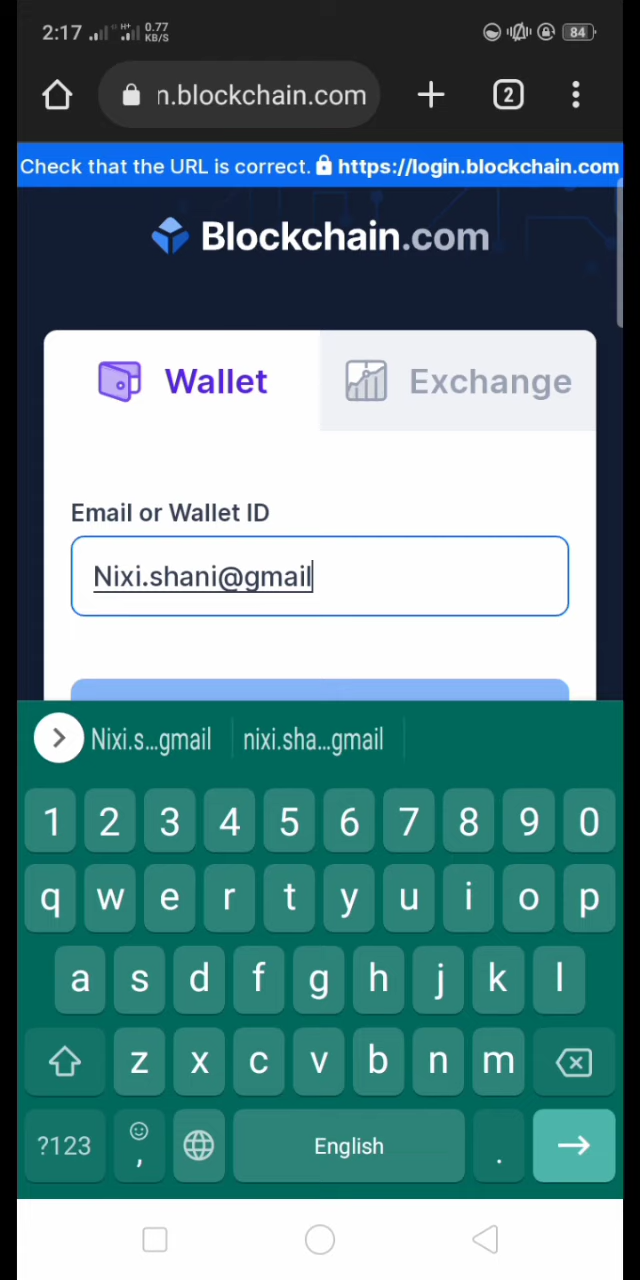 2:17 H+ 0.77 KB/S 84
n.blockchain.com 2
Check that the URL is correct. https://login.blockchain.com
Blockchain.com
Wallet Exchange
Email or Wallet ID
Nixi.shani@gmail
Nixi.s...gmail nixi.sha...gmail
1 2 3 4 5 6 7 8 9 0
q w e r t y u i o p
a s d f g h j k l
z x c v b n m
?123 , English .